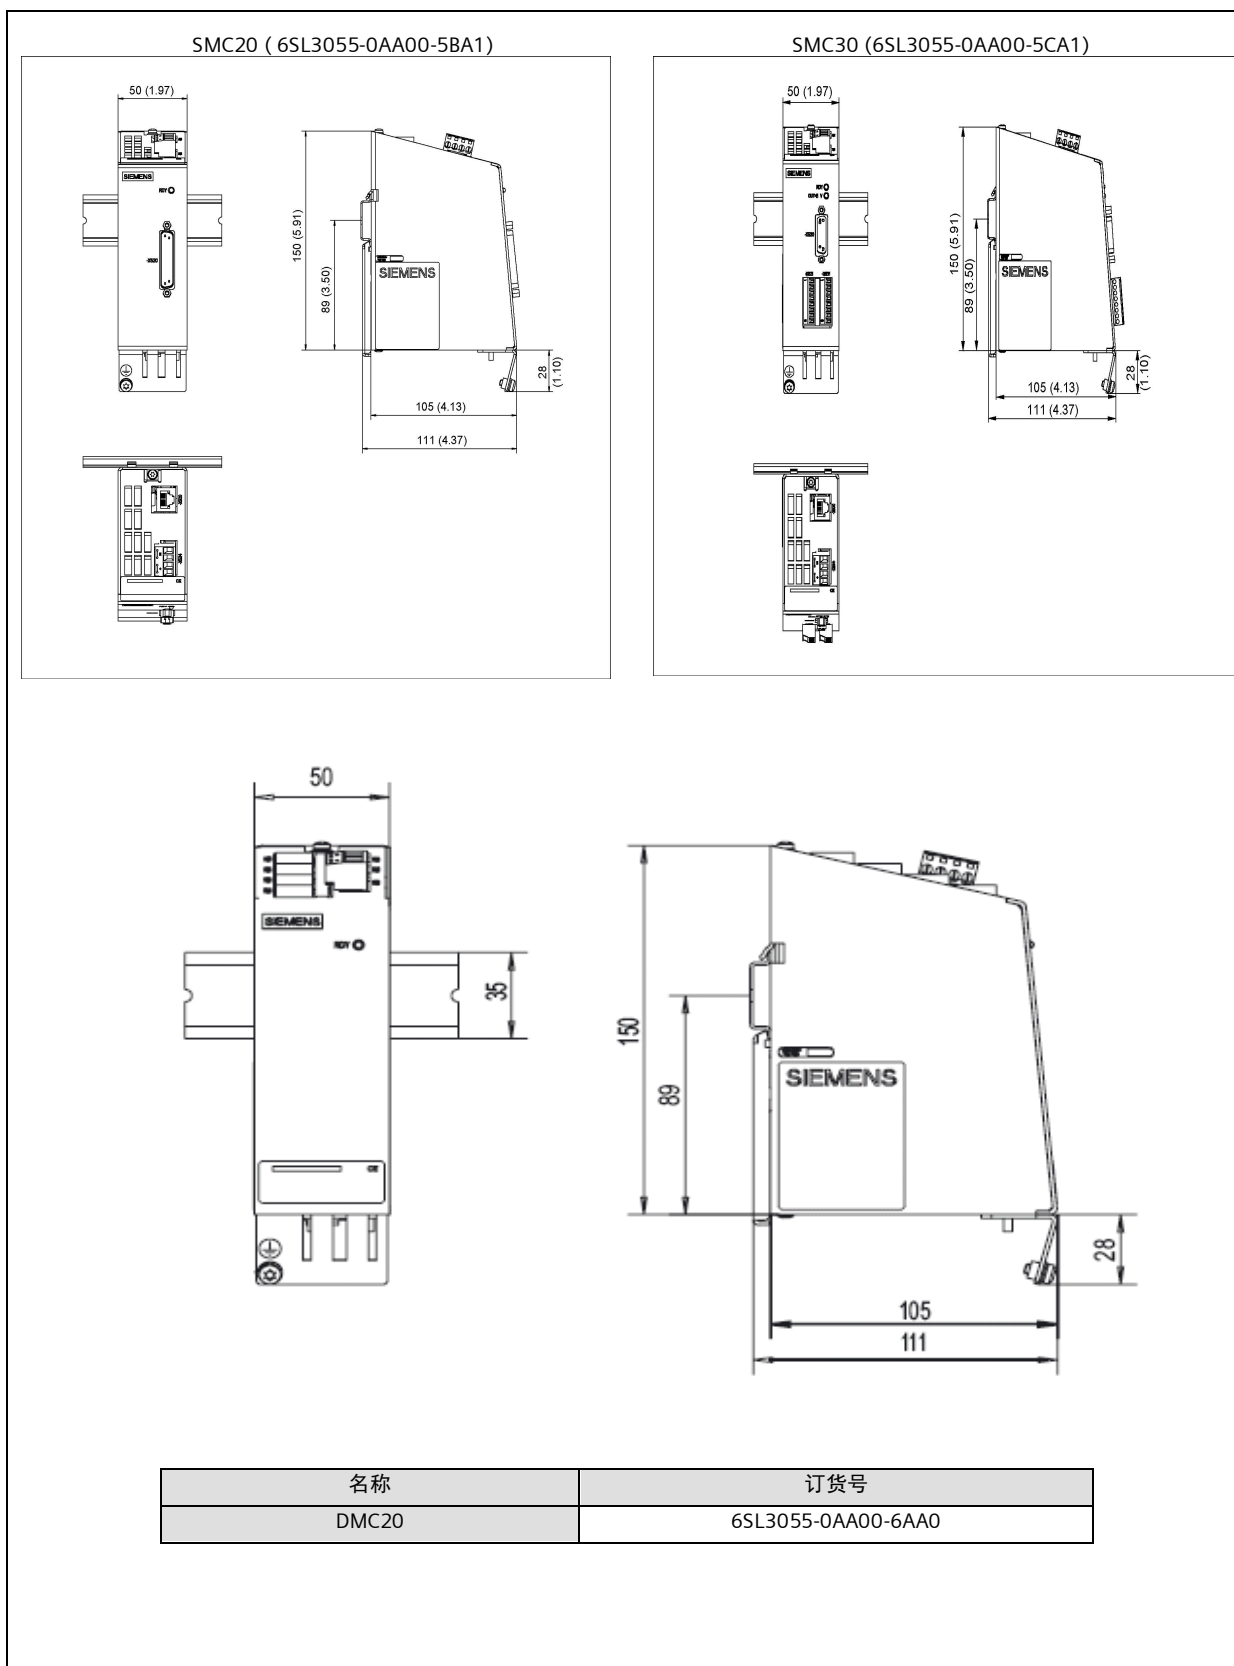 SMC20 ( 6SL3055-0AA00-5BA1)
50 (1.97)
SIEMENS
RDY
150 (5.91)
89 (3.50)
SIEMENS
28
(1.10)
105 (4.13)
111 (4.37)
SMC30 (6SL3055-0AA00-5CA1)
50 (1.97)
SIEMENS
RDY
150 (5.91)
89 (3.50)
SIEMENS
28
(1.10)
105 (4.13)
111 (4.37)
50
SIEMENS
RDY
35
CE
150
89
SIEMENS
28
105
111
名称 订货号
DMC20 6SL3055-0AA00-6AA0